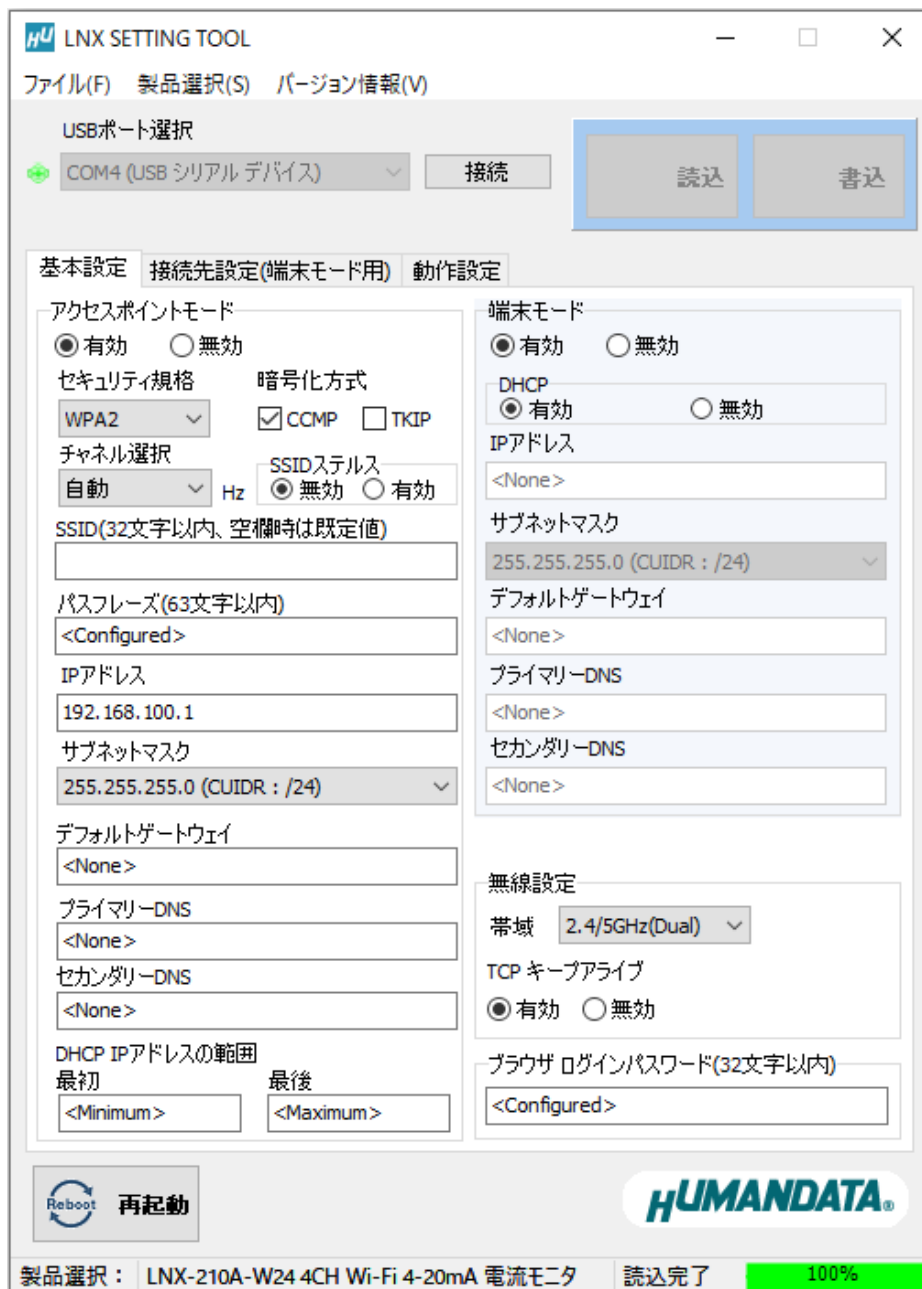 HU LNX SETTING TOOL
ファイル(F) 製品選択(S) バージョン情報(V)
USBポート選択
COM4 (USB シリアル デバイス) 接続 読込 書込
基本設定 接続先設定(端末モード用) 動作設定
アクセスポイントモード
有効 無効
セキュリティ規格 暗号化方式
WPA2 CCMP TKIP
チャネル選択
自動 Hz
SSIDステルス
無効 有効
SSID(32文字以内、空欄時は既定値)
パスフレーズ(63文字以内)
<Configured>
IPアドレス
192.168.100.1
サブネットマスク
255.255.255.0 (CUIDR : /24)
デフォルトゲートウェイ
<None>
プライマリーDNS
<None>
セカンダリーDNS
<None>
DHCP IPアドレスの範囲
最初 最後
<Minimum> <Maximum>
端末モード
有効 無効
DHCP
有効 無効
IPアドレス
<None>
サブネットマスク
255.255.255.0 (CUIDR : /24)
デフォルトゲートウェイ
<None>
プライマリーDNS
<None>
セカンダリーDNS
<None>
無線設定
帯域 2.4/5GHz(Dual)
TCP キープアライブ
有効 無効
ブラウザ ログインパスワード(32文字以内)
<Configured>
Reboot 再起動
HUMANDATA®
製品選択: LNX-210A-W24 4CH Wi-Fi 4-20mA 電流モニタ 読込完了 100%